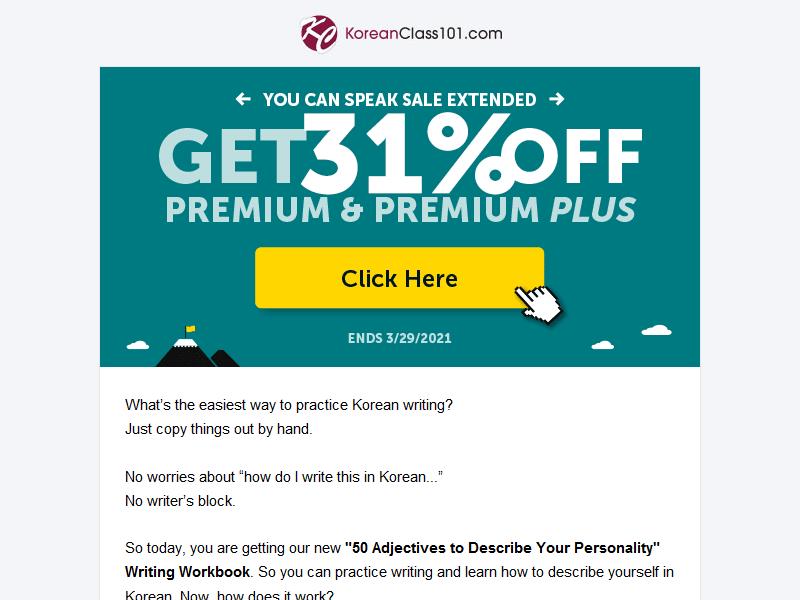 KoreanClass101.com
← YOU CAN SPEAK SALE EXTENDED →
GET 31% OFF
PREMIUM & PREMIUM PLUS
Click Here
ENDS 3/29/2021
What’s the easiest way to practice Korean writing?
Just copy things out by hand.
No worries about “how do I write this in Korean...”
No writer’s block.
So today, you are getting our new "50 Adjectives to Describe Your Personality"
Writing Workbook. So you can practice writing and learn how to describe yourself in
Korean. Now, how does it work?